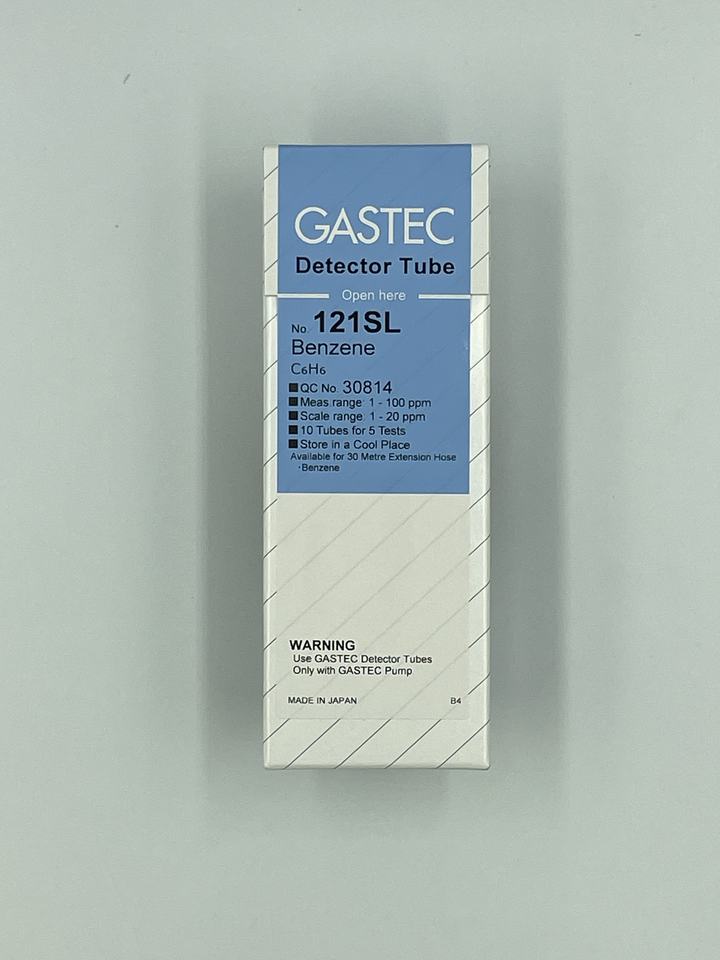 GASTEC
Detector Tube
Open here
No. 121SL
Benzene
C₆H₆
■QC No. 30814
■Meas.range: 1 - 100 ppm
■Scale range: 1 - 20 ppm
■10 Tubes for 5 Tests
■Store in a Cool Place
Available for 30 Metre Extension Hose
·Benzene
WARNING
Use GASTEC Detector Tubes
Only with GASTEC Pump
MADE IN JAPAN B4